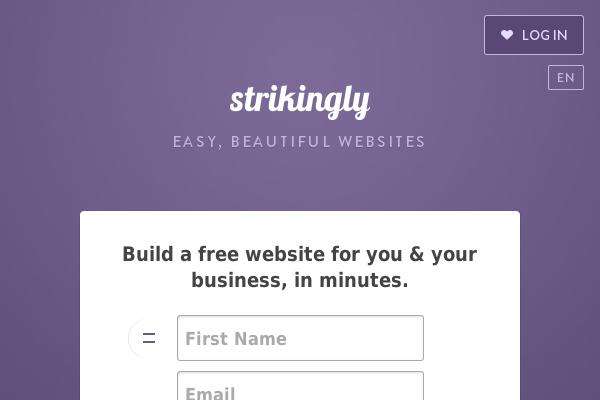 LOG IN
EN
strikingly
EASY, BEAUTIFUL WEBSITES
Build a free website for you & your
business, in minutes.
First Name
Email